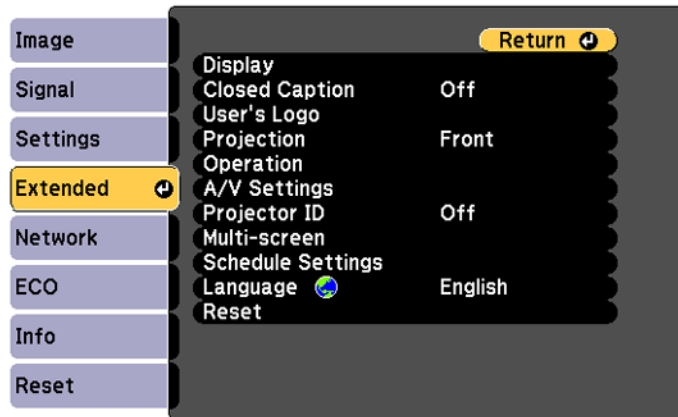 Image
Signal
Settings
Extended
Network
ECO
Info
Reset
Return
Display
Closed Caption Off
User's Logo
Projection Front
Operation
A/V Settings
Projector ID Off
Multi-screen
Schedule Settings
Language English
Reset